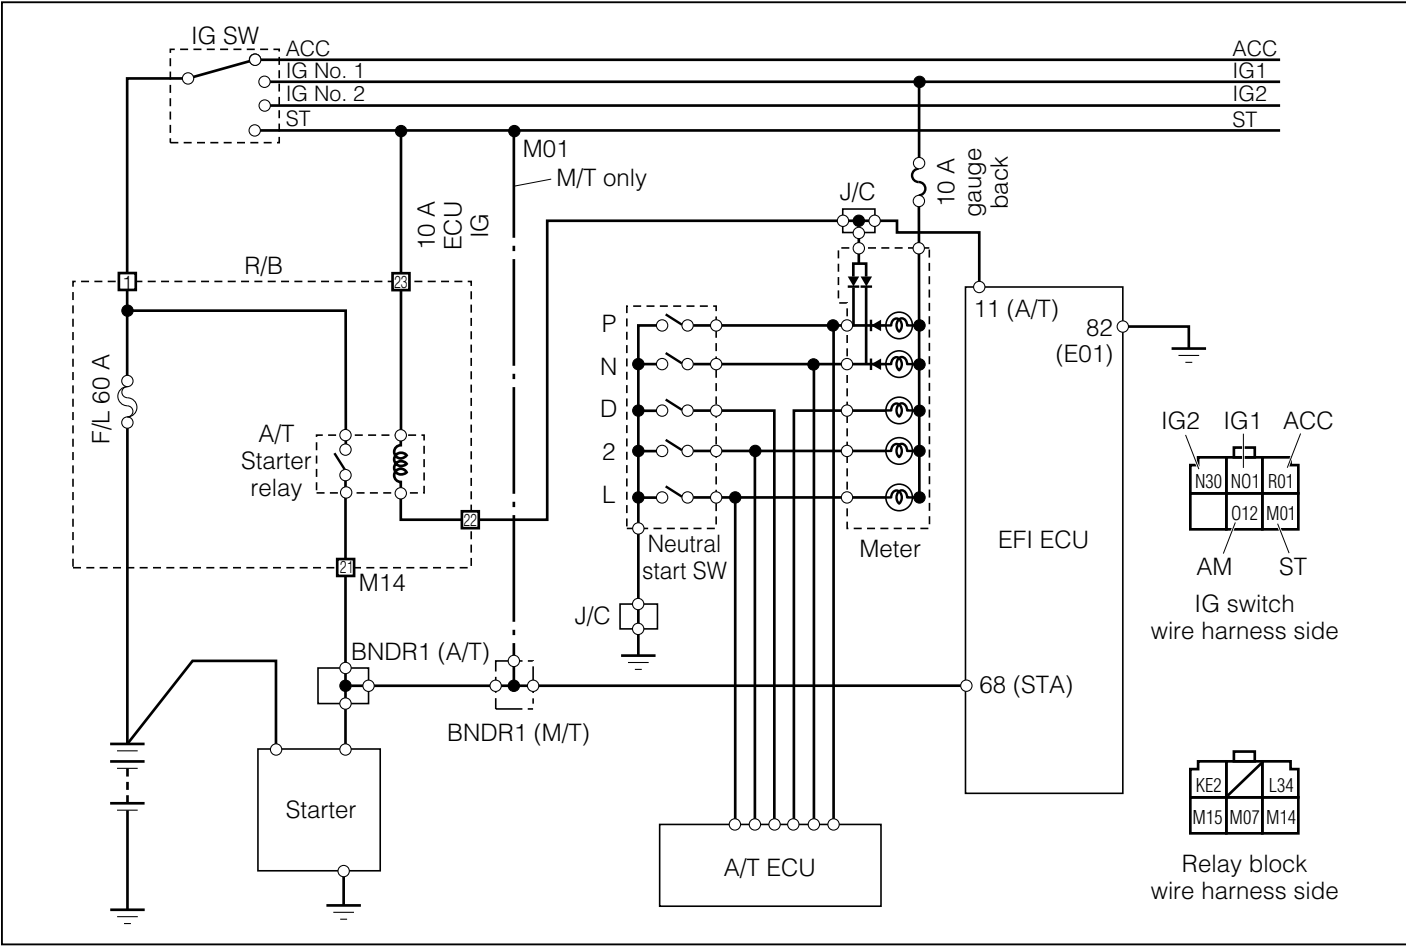 IG SW
ACC
IG No. 1
IG No. 2
ST
ACC
IG1
IG2
ST
M01
M/T only
10 A
ECU
IG
10 A
gauge
back
J/C
R/B
1
23
F/L 60 A
A/T
Starter
relay
22
21
M14
P
N
D
2
L
Neutral
start SW
Meter
J/C
11 (A/T)
82
(E01)
EFI ECU
68 (STA)
BNDR1 (A/T)
BNDR1 (M/T)
Starter
A/T ECU
IG2
IG1
ACC
N30
N01
R01
O12
M01
AM
ST
IG switch
wire harness side
KE2
L34
M15
M07
M14
Relay block
wire harness side